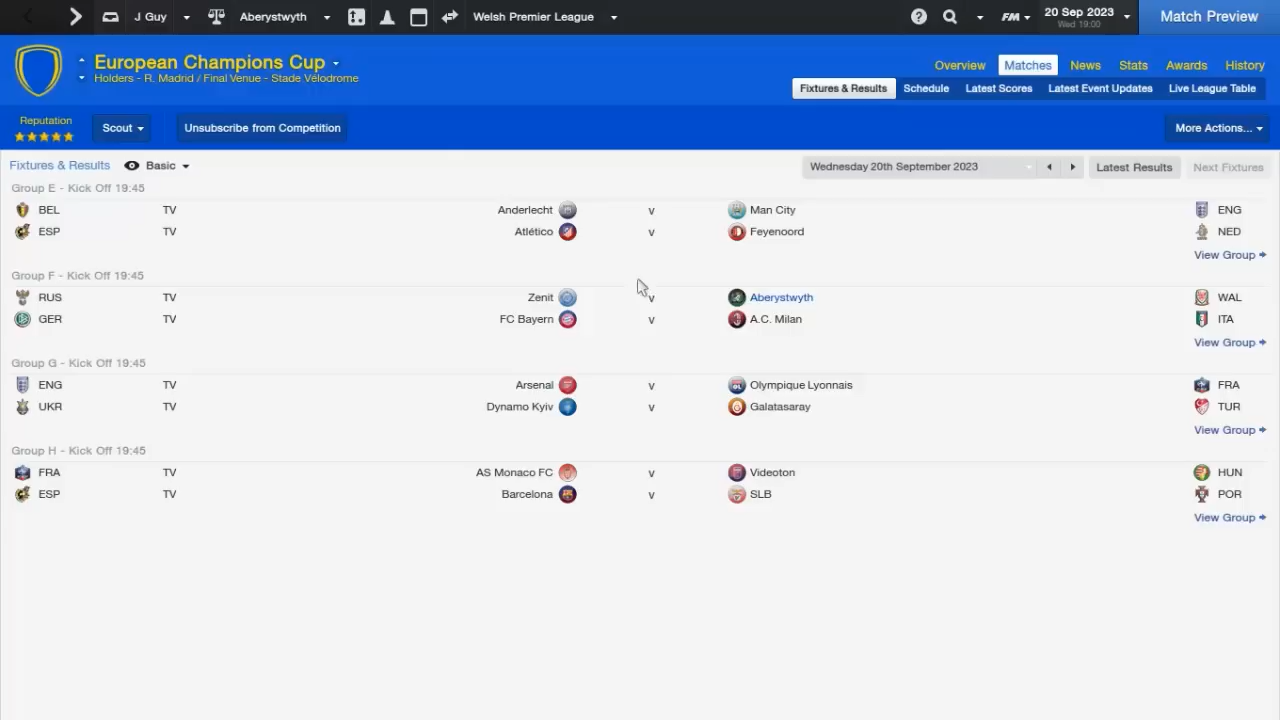 J Guy Aberystwyth Welsh Premier League FM 20 Sep 2023 Match Preview
Wed 19:00
European Champions Cup
Holders - R. Madrid / Final Venue - Stade Vélodrome
Overview Matches News Stats Awards History
Fixtures & Results Schedule Latest Scores Latest Event Updates Live League Table
Reputation
Scout Unsubscribe from Competition More Actions...
Fixtures & Results Basic Wednesday 20th September 2023 Latest Results Next Fixtures
Group E - Kick Off 19:45
BEL TV Anderlecht v Man City ENG
ESP TV Atlético v Feyenoord NED
View Group
Group F - Kick Off 19:45
RUS TV Zenit v Aberystwyth WAL
GER TV FC Bayern v A.C. Milan ITA
View Group
Group G - Kick Off 19:45
ENG TV Arsenal v Olympique Lyonnais FRA
UKR TV Dynamo Kyiv v Galatasaray TUR
View Group
Group H - Kick Off 19:45
FRA TV AS Monaco FC v Videoton HUN
ESP TV Barcelona v SLB POR
View Group